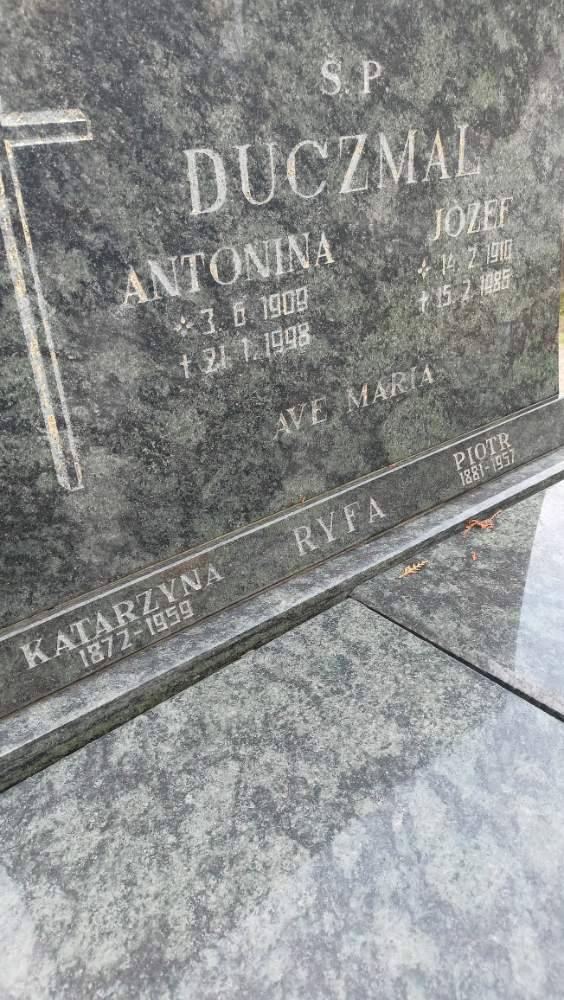 Ś. P
DUCZMAL
ANTONINA
3. 6 1909
† 21. 1. 1998
JÓZEF
14. 2. 1910
† 15. 2. 1985
AVE MARIA
KATARZYNA
1872-1959
RYFA
PIOTR
1881-1957